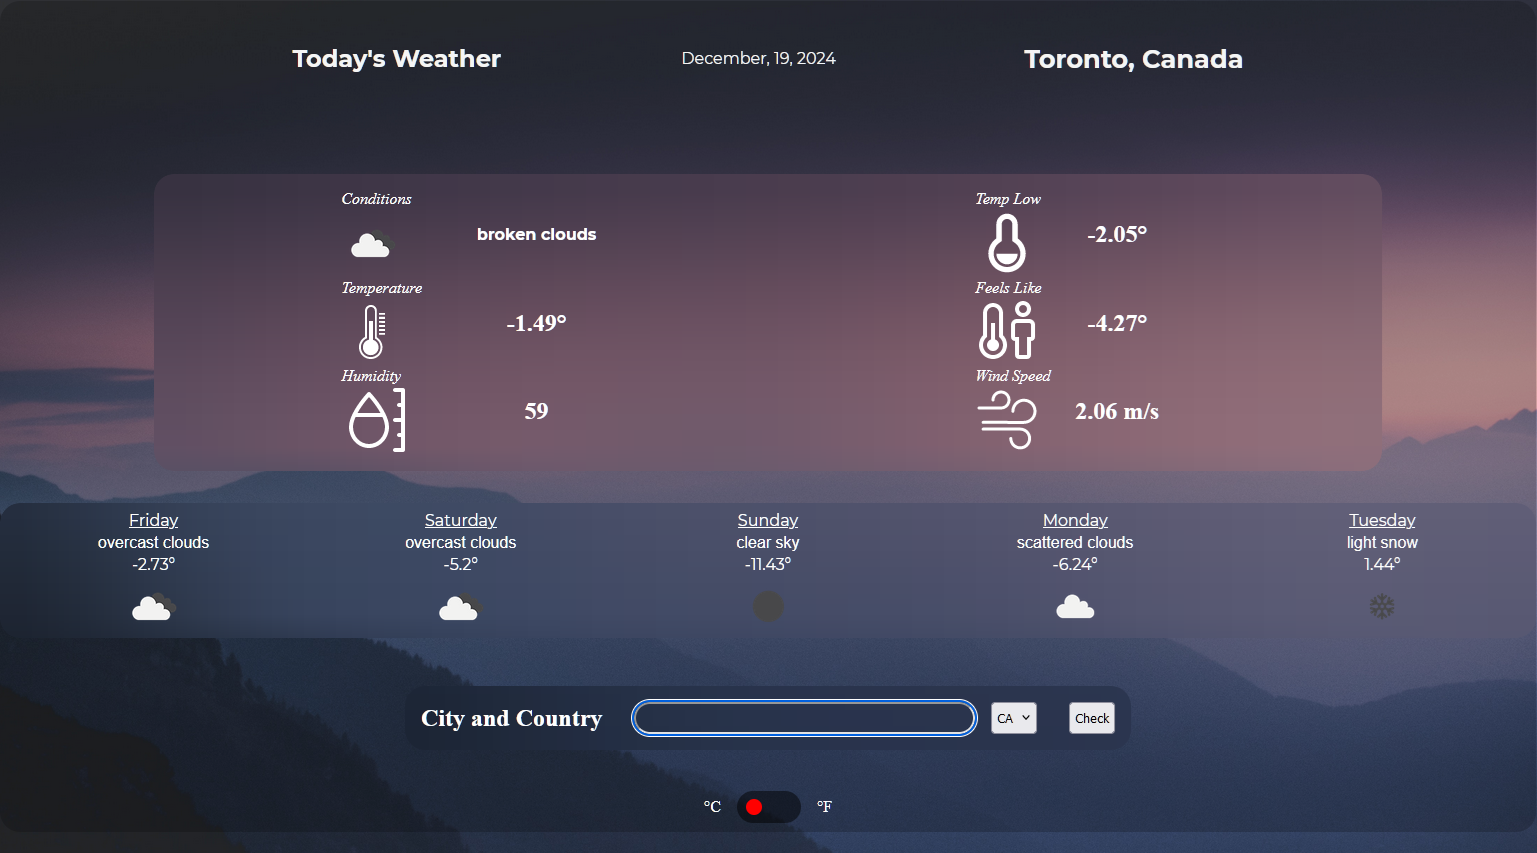 Today's Weather
December, 19, 2024
Toronto, Canada
Conditions
broken clouds
Temp Low
-2.05°
Temperature
-1.49°
Feels Like
-4.27°
Humidity
59
Wind Speed
2.06 m/s
Friday
overcast clouds
-2.73°
Saturday
overcast clouds
-5.2°
Sunday
clear sky
-11.43°
Monday
scattered clouds
-6.24°
Tuesday
light snow
1.44°
City and Country
CA
Check
°C
°F